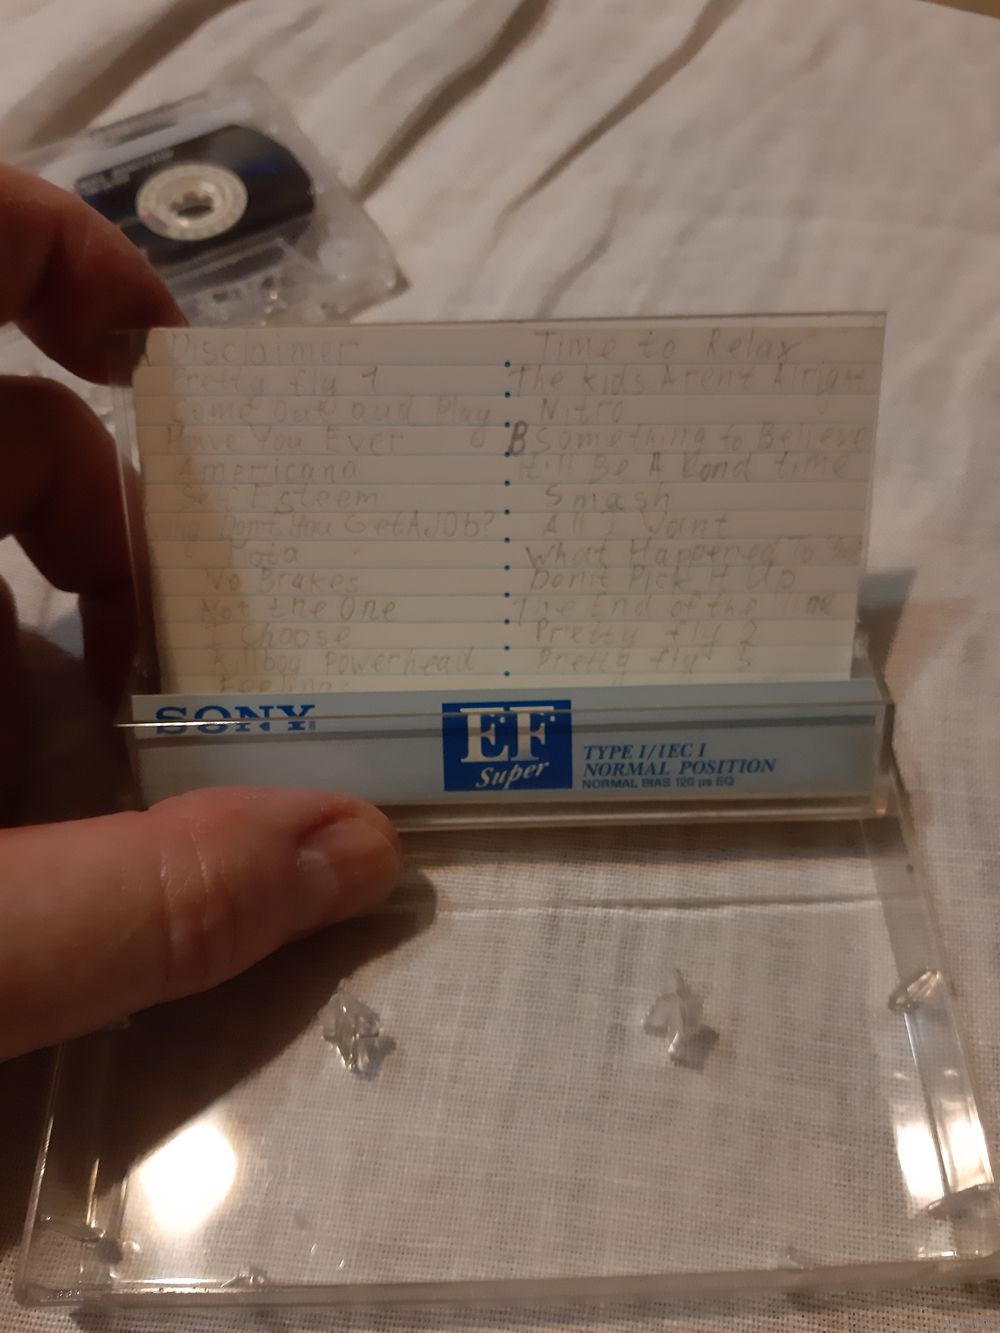 Disclaimer
Pretty fly 1
Come Out and Play
Have You Ever
Americana
Self Esteem
Why Don't You Get A JOb?
Mota
No Brakes
Not the One
I Choose
Killboy Powerhead
Feelings
Time to Relax
The kids Arent Alright
Nitro
B Something to Believe
It'll Be A Lond time
Smash
All I Want
What Happened To
Don't Pick It Up
The End of the line
Pretty fly 2
Pretty fly 3
SONY
EF
Super
TYPE I/IEC I
NORMAL POSITION
NORMAL BIAS 120 µs EQ